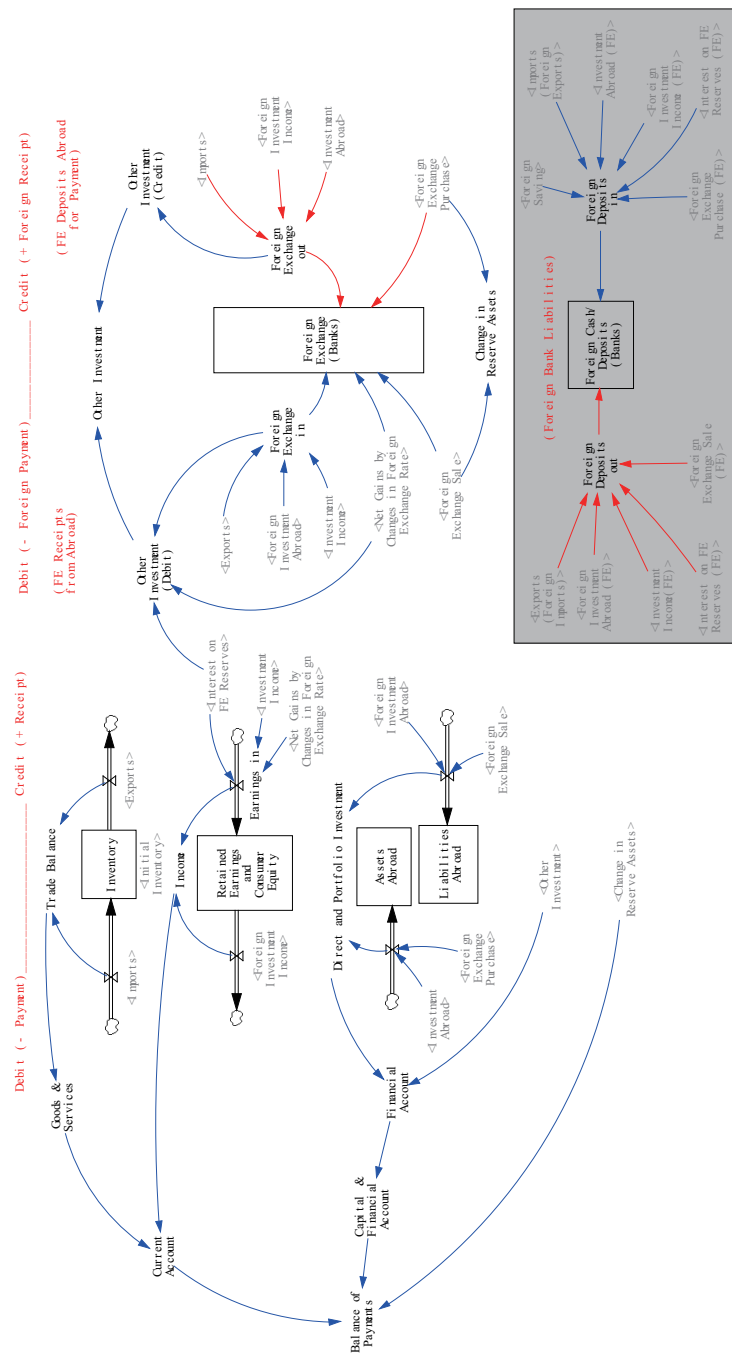 Debit (- Payment)______________ Credit (+ Receipt)
Debit (- Foreign Payment)______________ Credit (+ Foreign Receipt)
(FE Receipts
from Abroad)
(FE Deposits Abroad
for Payment)
Goods &
Services
Trade Balance
<Imports>
Inventory
<Initial
Inventory>
<Exports>
Current
Account
Income
<Foreign
Investment
Income>
Retained
Earnings
and
Consumer
Equity
Earnings in
<Interest on
FE Reserves>
<Investment
Income>
<Net Gains by
Changes in Foreign
Exchange Rate>
Balance of
Payments
Capital &
Financial
Account
Financial
Account
Direct and Portfolio Investment
<Investment
Abroad>
<Foreign
Exchange
Purchase>
Assets
Abroad
Liabilities
Abroad
<Foreign
Investment
Abroad>
<Foreign
Exchange Sale>
<Other
Investment>
<Change in
Reserve Assets>
Other Investment
Other
Investment
(Debit)
Other
Investment
(Credit)
<Exports>
<Foreign
Investment
Abroad>
<Investment
Income>
Foreign
Exchange
in
<Net Gains by
Changes in Foreign
Exchange Rate>
<Foreign
Exchange Sale>
Foreign
Exchange
(Banks)
Foreign
Exchange
out
<Imports>
<Foreign
Investment
Income>
<Investment
Abroad>
<Foreign
Exchange
Purchase>
Change in
Reserve Assets
(Foreign Bank Liabilities)
<Exports
(Foreign
Imports)>
<Foreign
Investment
Abroad (FE)>
<Investment
Income(FE)>
<Interest on FE
Reserves (FE)>
Foreign
Deposits
out
<Foreign
Exchange Sale
(FE)>
Foreign Cash/
Deposits
(Banks)
Foreign
Deposits
in
<Foreign
Saving>
<Foreign
Exchange
Purchase (FE)>
<Imports
(Foreign
Exports)>
<Investment
Abroad (FE)>
<Foreign
Investment
Income (FE)>
<Interest on FE
Reserves (FE)>